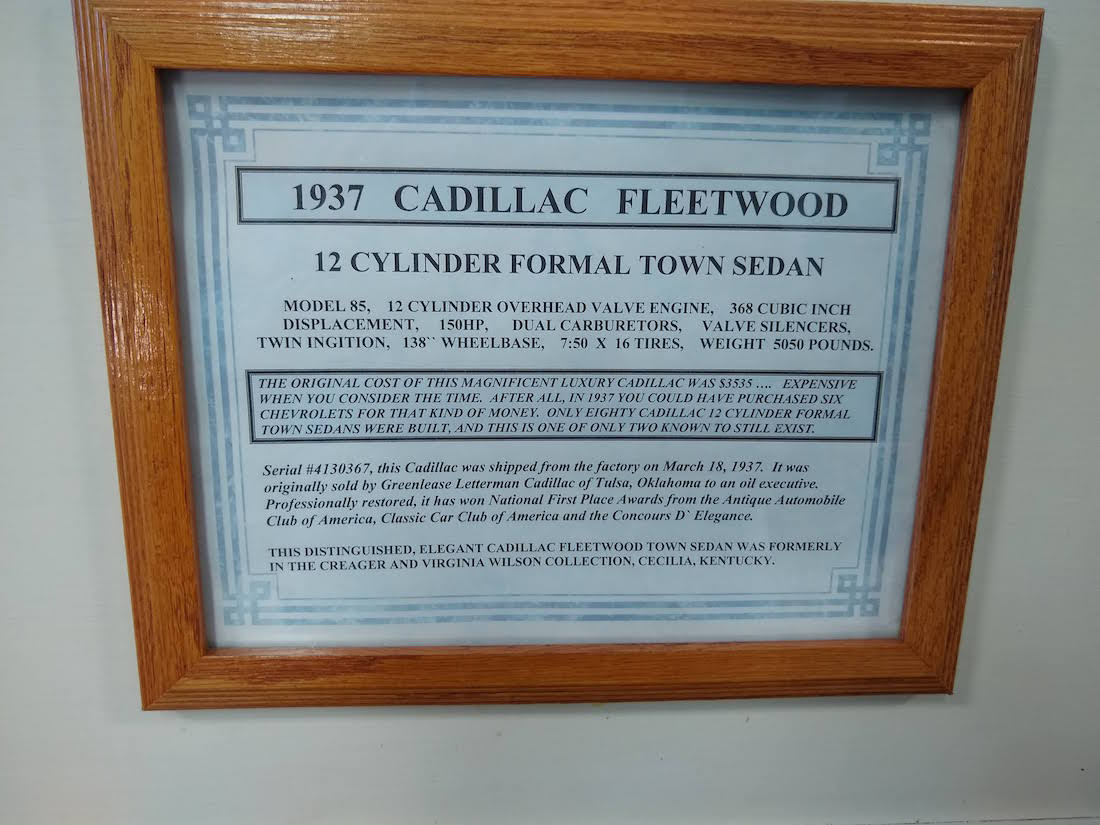 1937 CADILLAC FLEETWOOD
12 CYLINDER FORMAL TOWN SEDAN
MODEL 85, 12 CYLINDER OVERHEAD VALVE ENGINE, 368 CUBIC INCH
DISPLACEMENT, 150HP, DUAL CARBURETORS, VALVE SILENCERS,
TWIN INGITION, 138`` WHEELBASE, 7:50 X 16 TIRES, WEIGHT 5050 POUNDS.
THE ORIGINAL COST OF THIS MAGNIFICENT LUXURY CADILLAC WAS $3535 .... EXPENSIVE
WHEN YOU CONSIDER THE TIME. AFTER ALL, IN 1937 YOU COULD HAVE PURCHASED SIX
CHEVROLETS FOR THAT KIND OF MONEY. ONLY EIGHTY CADILLAC 12 CYLINDER FORMAL
TOWN SEDANS WERE BUILT, AND THIS IS ONE OF ONLY TWO KNOWN TO STILL EXIST.
Serial #4130367, this Cadillac was shipped from the factory on March 18, 1937. It was
originally sold by Greenlease Letterman Cadillac of Tulsa, Oklahoma to an oil executive.
Professionally restored, it has won National First Place Awards from the Antique Automobile
Club of America, Classic Car Club of America and the Concours D` Elegance.
THIS DISTINGUISHED, ELEGANT CADILLAC FLEETWOOD TOWN SEDAN WAS FORMERLY
IN THE CREAGER AND VIRGINIA WILSON COLLECTION, CECILIA, KENTUCKY.